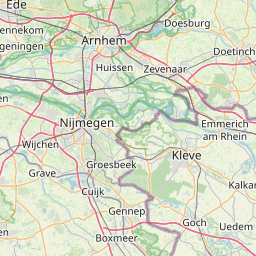 Ede
Doesburg
ennekom
Arnhem
geningen
Doetinch
Huissen
Zevenaar
Nijmegen
Emmerich
am Rhein
Wijchen
Kleve
Groesbeek
Grave
Cuijk
Kalkar
Gennep
Goch
Uedem
Boxmeer